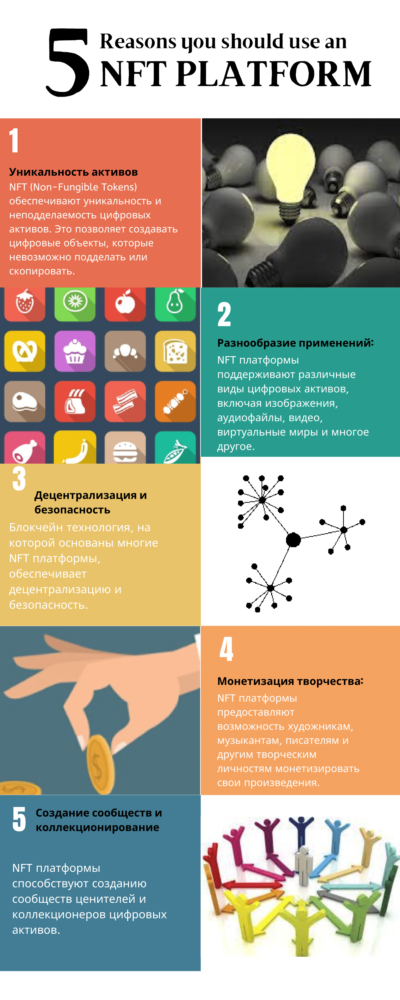 5 Reasons you should use an
NFT PLATFORM
1
Уникальность активов
NFT (Non-Fungible Tokens)
обеспечивают уникальность и
неподделаемость цифровых
активов. Это позволяет создавать
цифровые объекты, которые
невозможно подделать или
скопировать.
2
Разнообразие применений:
NFT платформы
поддерживают различные
виды цифровых активов,
включая изображения,
аудиофайлы, видео,
виртуальные миры и многое
другое.
3
Децентрализация и
безопасность
Блокчейн технология, на
которой основаны многие
NFT платформы,
обеспечивает
децентрализацию и
безопасность.
4
Монетизация творчества:
NFT платформы
предоставляют
возможность художникам,
музыкантам, писателям и
другим творческим
личностям монетизировать
свои произведения.
5
Создание сообществ и
коллекционирование
NFT платформы
способствуют созданию
сообществ ценителей и
коллекционеров цифровых
активов.